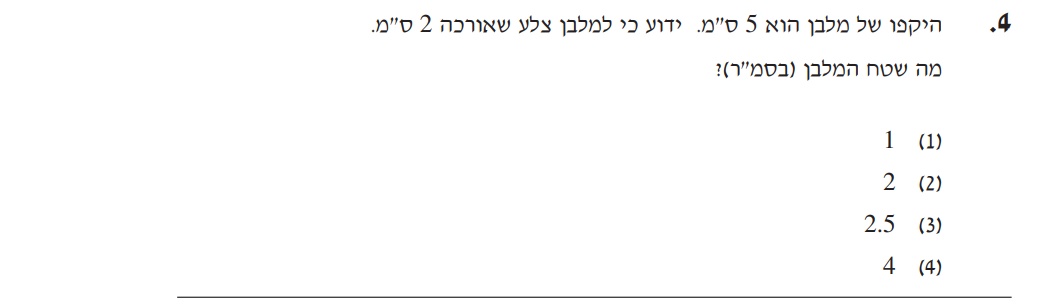 4. היקפו של מלבן הוא 5 ס"מ. ידוע כי למלבן צלע שאורכה 2 ס"מ.
מה שטח המלבן (בסמ"ר)?
(1) 1
(2) 2
(3) 2.5
(4) 4